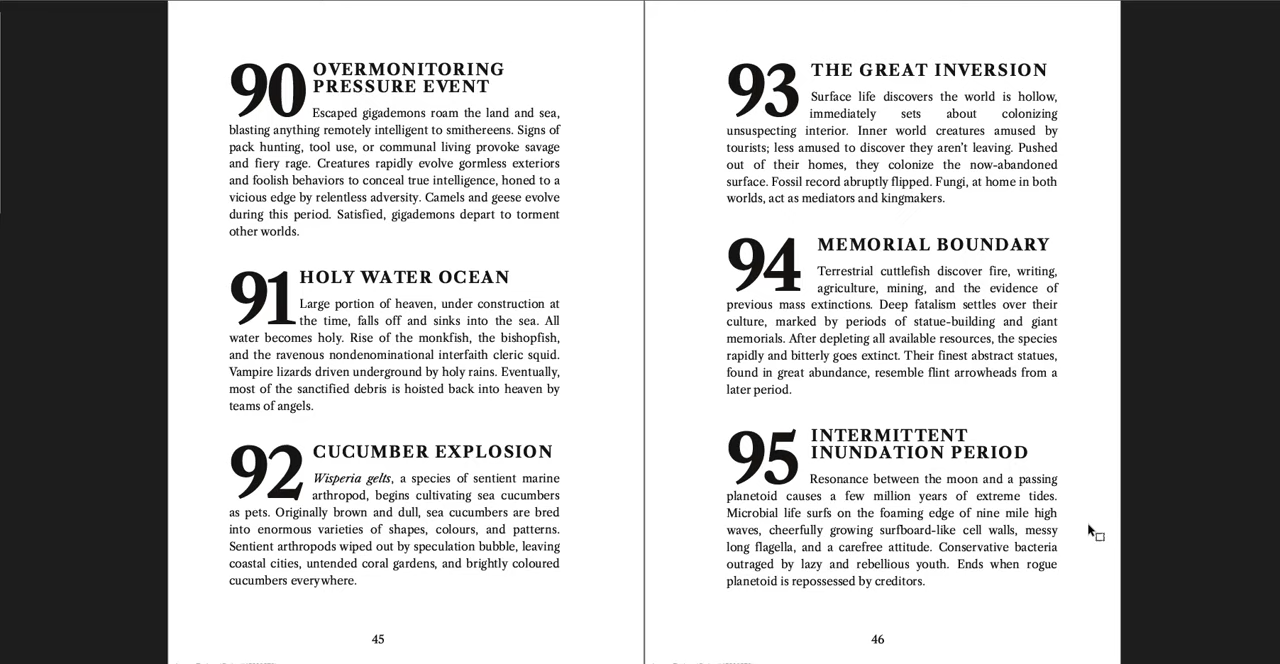 90 OVERMONITORING
PRESSURE EVENT
Escaped gigademons roam the land and sea,
blasting anything remotely intelligent to smithereens. Signs of
pack hunting, tool use, or communal living provoke savage
and fiery rage. Creatures rapidly evolve gormless exteriors
and foolish behaviors to conceal true intelligence, honed to a
vicious edge by relentless adversity. Camels and geese evolve
during this period. Satisfied, gigademons depart to torment
other worlds.
91 HOLY WATER OCEAN
Large portion of heaven, under construction at
the time, falls off and sinks into the sea. All
water becomes holy. Rise of the monkfish, the bishopfish,
and the ravenous nondenominational interfaith cleric squid.
Vampire lizards driven underground by holy rains. Eventually,
most of the sanctified debris is hoisted back into heaven by
teams of angels.
92 CUCUMBER EXPLOSION
Wisperia gelts, a species of sentient marine
arthropod, begins cultivating sea cucumbers
as pets. Originally brown and dull, sea cucumbers are bred
into enormous varieties of shapes, colours, and patterns.
Sentient arthropods wiped out by speculation bubble, leaving
coastal cities, untended coral gardens, and brightly coloured
cucumbers everywhere.
45
93 THE GREAT INVERSION
Surface life discovers the world is hollow,
immediately sets about colonizing
unsuspecting interior. Inner world creatures amused by
tourists; less amused to discover they aren't leaving. Pushed
out of their homes, they colonize the now-abandoned
surface. Fossil record abruptly flipped. Fungi, at home in both
worlds, act as mediators and kingmakers.
94 MEMORIAL BOUNDARY
Terrestrial cuttlefish discover fire, writing,
agriculture, mining, and the evidence of
previous mass extinctions. Deep fatalism settles over their
culture, marked by periods of statue-building and giant
memorials. After depleting all available resources, the species
rapidly and bitterly goes extinct. Their finest abstract statues,
found in great abundance, resemble flint arrowheads from a
later period.
95 INTERMITTENT
INUNDATION PERIOD
Resonance between the moon and a passing
planetoid causes a few million years of extreme tides.
Microbial life surfs on the foaming edge of nine mile high
waves, cheerfully growing surfboard-like cell walls, messy
long flagella, and a carefree attitude. Conservative bacteria
outraged by lazy and rebellious youth. Ends when rogue
planetoid is repossessed by creditors.
46